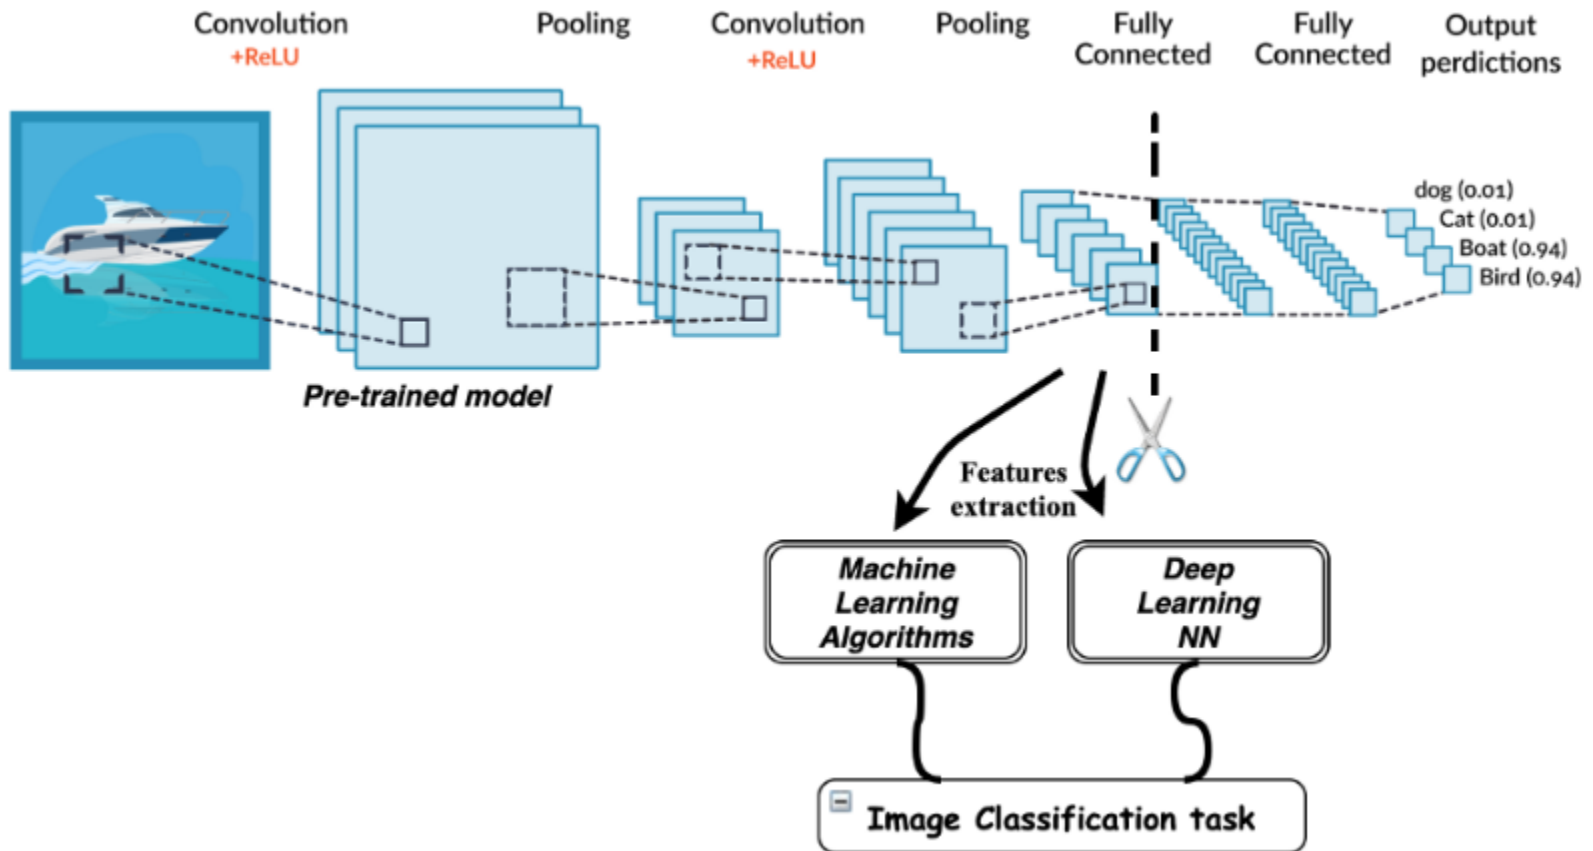 Convolution
+ReLU
Pooling
Convolution
+ReLU
Pooling
Fully
Connected
Fully
Connected
Output
perdictions
dog (0.01)
Cat (0.01)
Boat (0.94)
Bird (0.94)
Pre-trained model
Features
extraction
Machine
Learning
Algorithms
Deep
Learning
NN
Image Classification task